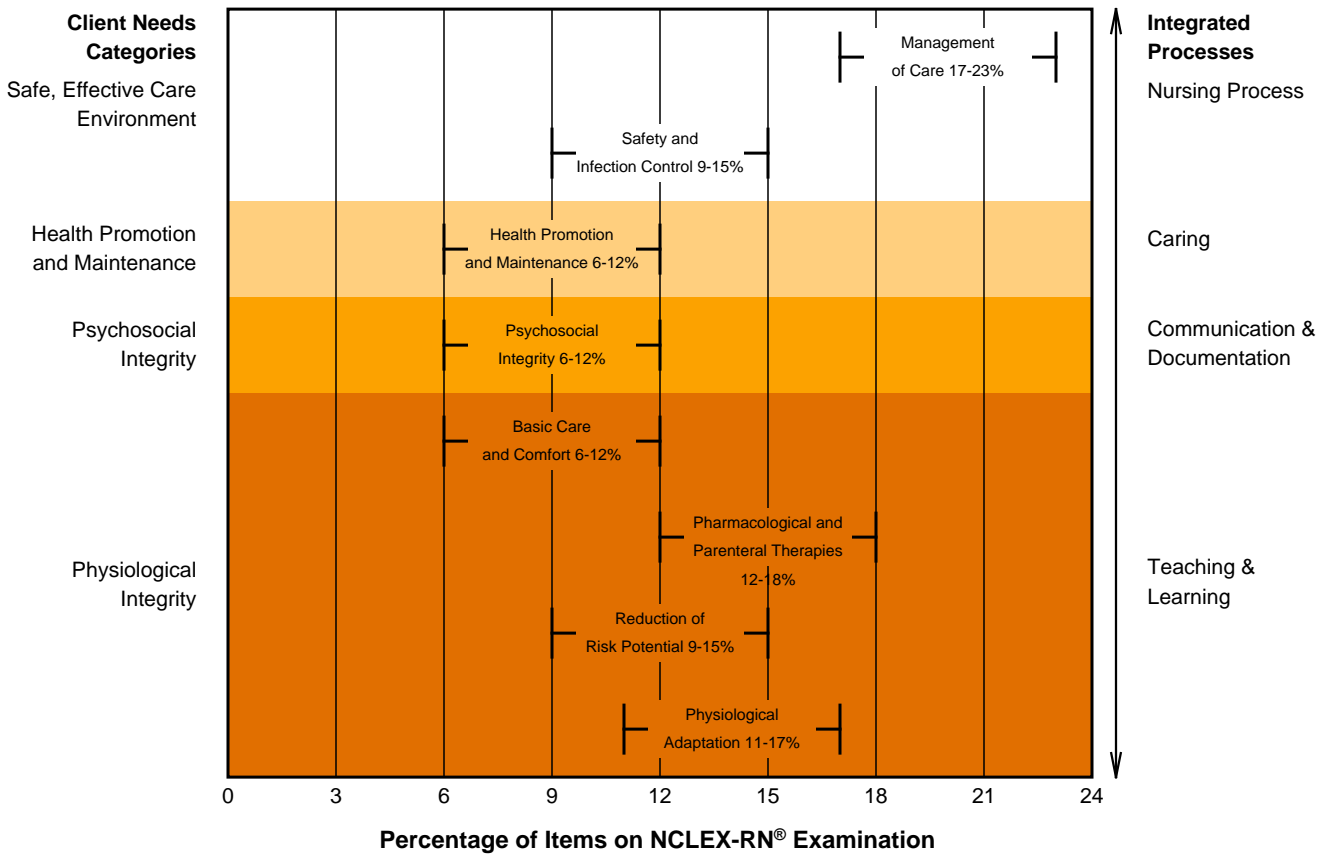 Client Needs
Categories
Integrated
Processes
Safe, Effective Care
Environment
Management
of Care 17-23%
Nursing Process
Safety and
Infection Control 9-15%
Health Promotion
and Maintenance
Health Promotion
and Maintenance 6-12%
Caring
Psychosocial
Integrity
Psychosocial
Integrity 6-12%
Communication &
Documentation
Basic Care
and Comfort 6-12%
Pharmacological and
Parenteral Therapies
12-18%
Physiological
Integrity
Teaching &
Learning
Reduction of
Risk Potential 9-15%
Physiological
Adaptation 11-17%
0 3 6 9 12 15 18 21 24
Percentage of Items on NCLEX-RN® Examination